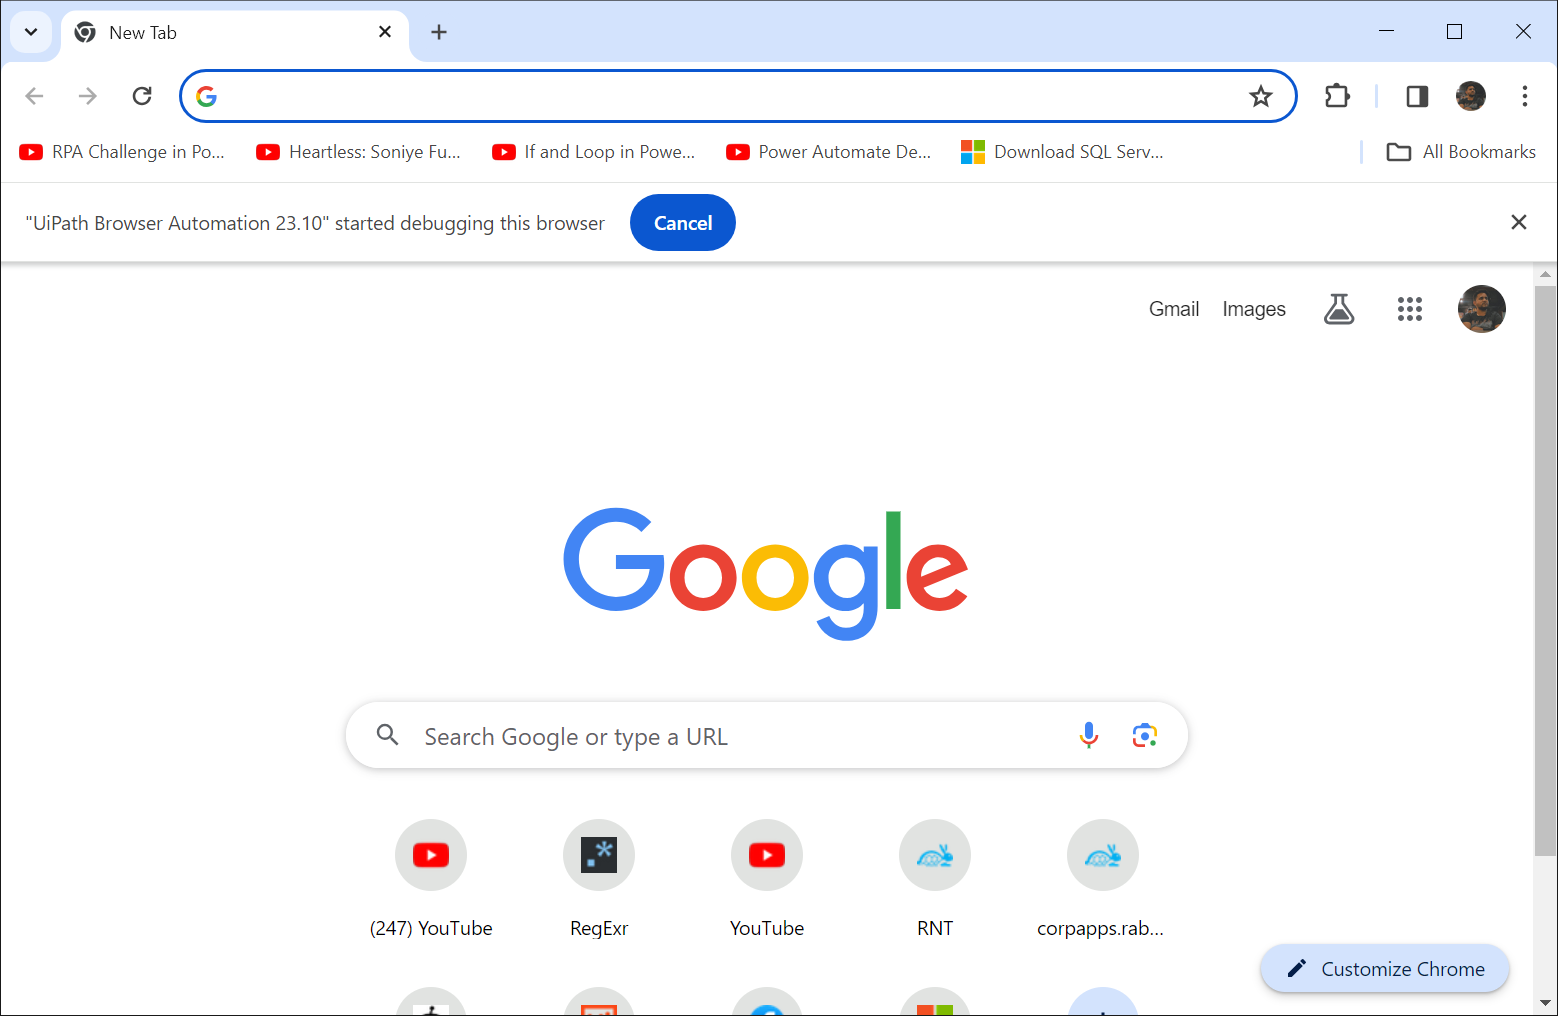 New Tab
RPA Challenge in Po...
Heartless: Soniye Fu...
If and Loop in Powe...
Power Automate De...
Download SQL Serv...
All Bookmarks
"UiPath Browser Automation 23.10" started debugging this browser
Cancel
Gmail
Images
Google
Search Google or type a URL
(247) YouTube
RegExr
YouTube
RNT
corpapps.rab...
Customize Chrome